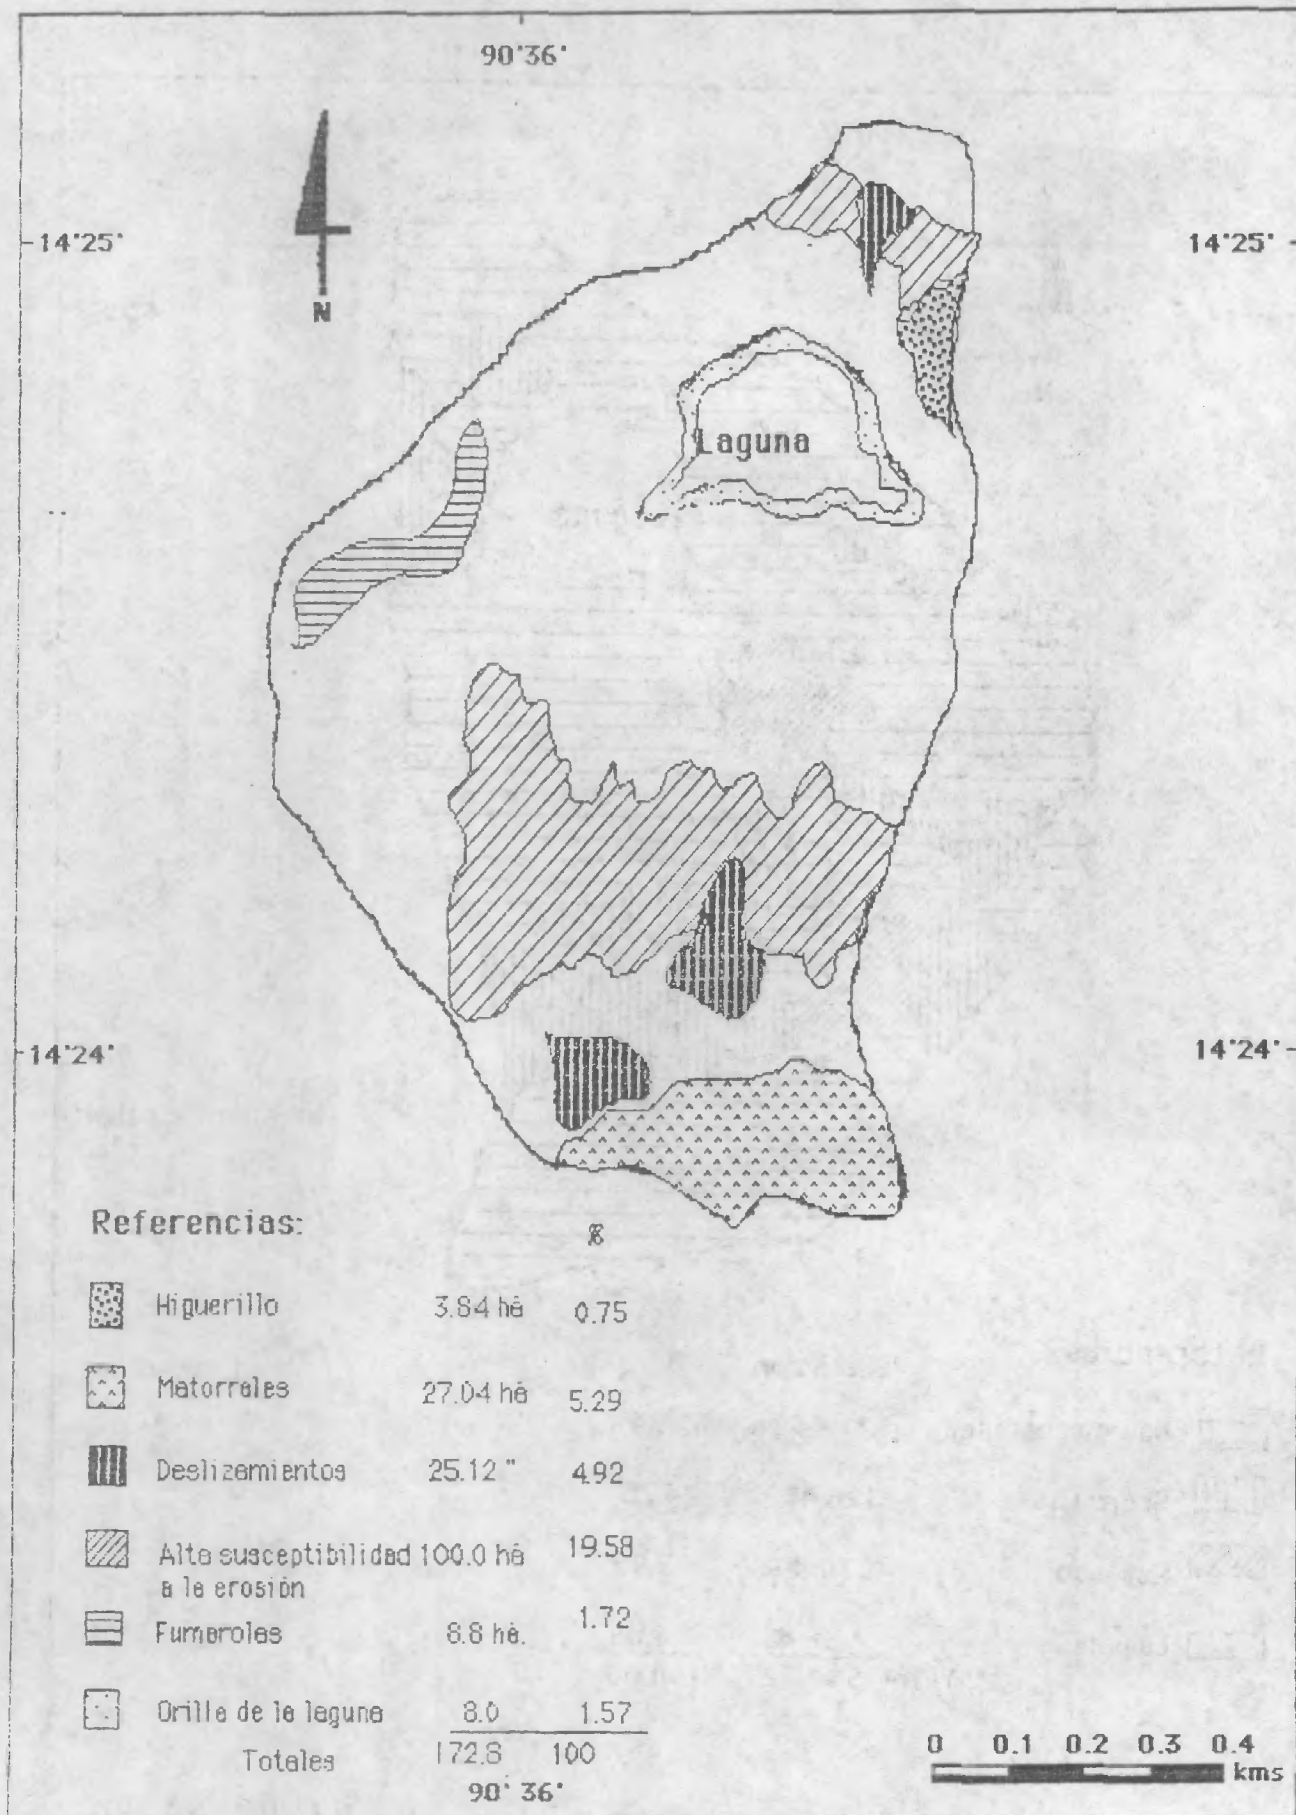 90°36'
14°25' 14°25'
N
Laguna
14°24' 14°24'
Referencias: %
Higuerillo 3.84 há 0.75
Matorrales 27.04 há 5.29
Deslizamientos 25.12 " 4.92
Alta susceptibilidad 100.0 há 19.58
a la erosión
Fumarolas 8.8 há. 1.72
Orilla de la laguna 8.0 1.57
Totales 172.8 100
90° 36'
0 0.1 0.2 0.3 0.4
kms